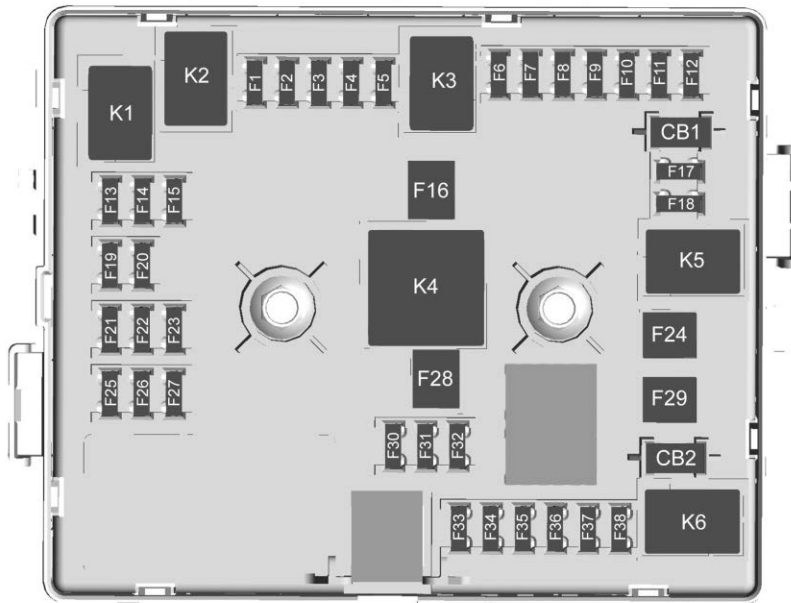 K1
K2
F1 F2 F3 F4 F5
K3
F6 F7 F8 F9 F10 F11 F12
CB1
F17
F18
F16
F13 F14 F15
K4
K5
F19 F20
F21 F22 F23
F24
F28
F29
F25 F26 F27
F30 F31 F32
CB2
F33 F34 F35 F36 F37 F38
K6